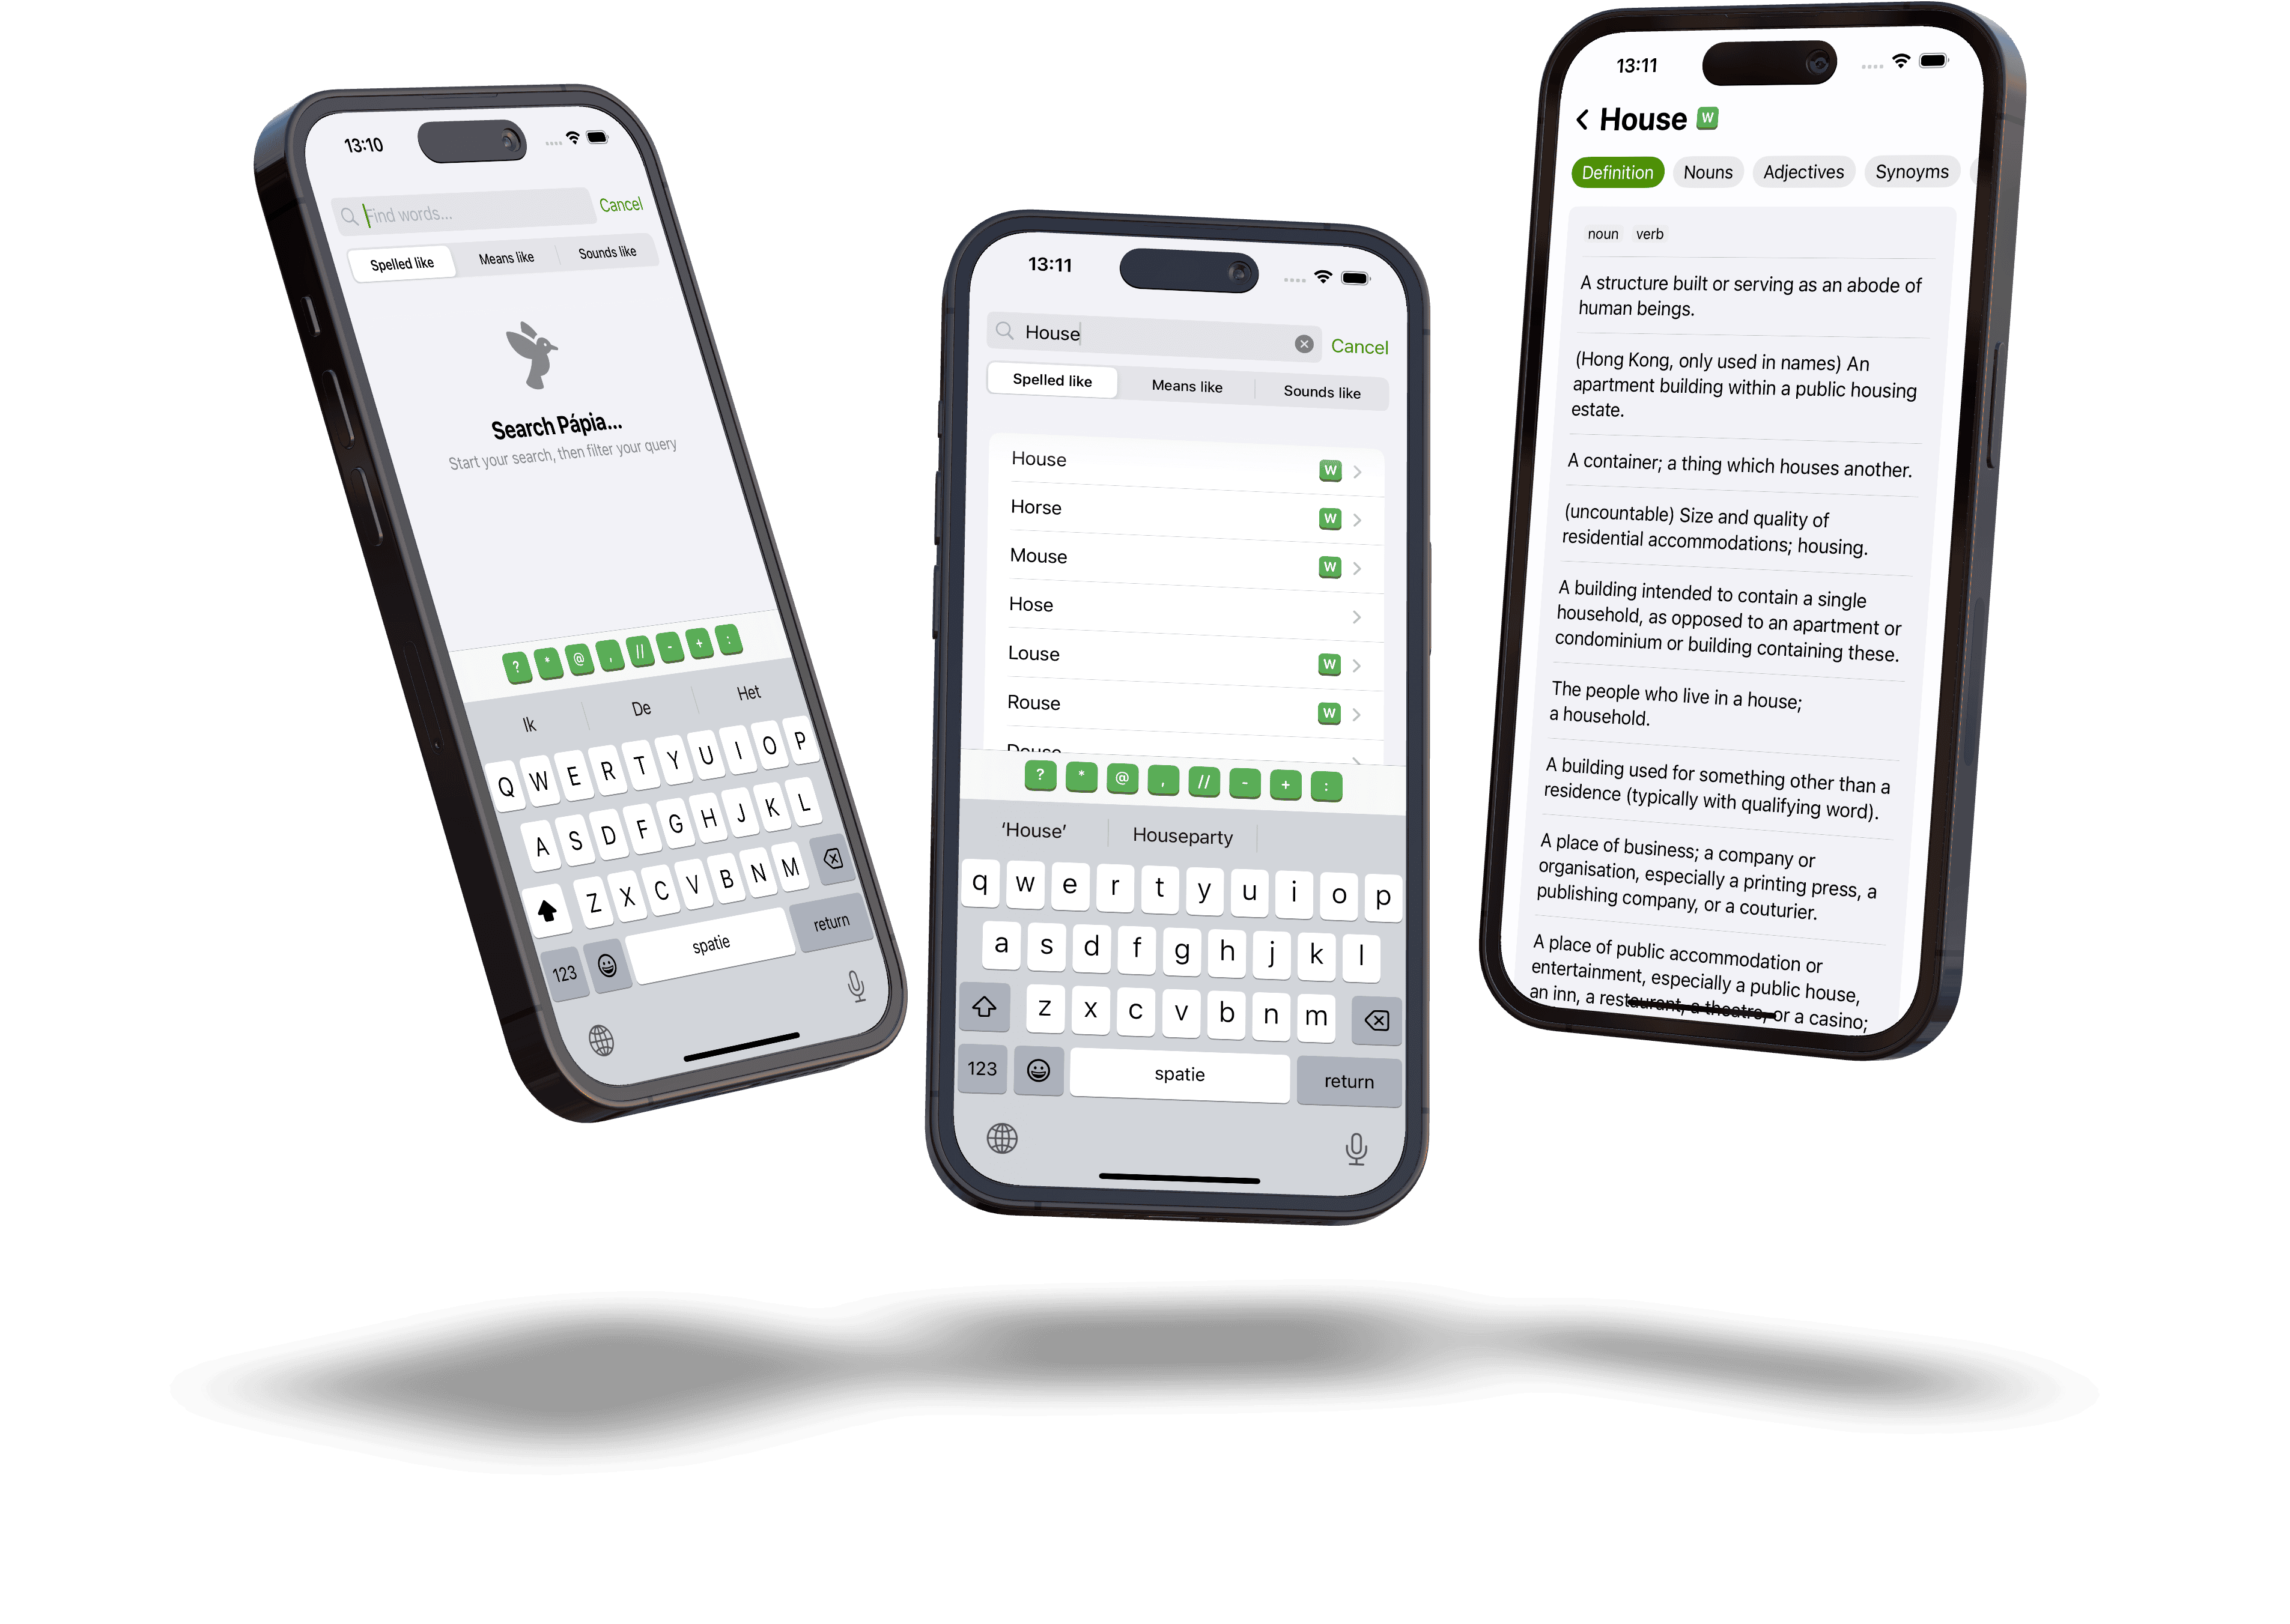 13:10
Find words...
Cancel
Spelled like
Means like
Sounds like
Search Pápia...
Start your search, then filter your query
? * @ , // - + :
Ik De Het
Q W E R T Y U I O P
A S D F G H J K L
Z X C V B N M
123 spatie return
13:11
House
Cancel
Spelled like
Means like
Sounds like
House W
Horse W
Mouse W
Hose
Louse W
Rouse W
? * @ , // - + :
‘House’ Houseparty
q w e r t y u i o p
a s d f g h j k l
z x c v b n m
123 spatie return
13:11
House W
Definition Nouns Adjectives Synoyms
noun verb
A structure built or serving as an abode of
human beings.
(Hong Kong, only used in names) An
apartment building within a public housing
estate.
A container; a thing which houses another.
(uncountable) Size and quality of
residential accommodations; housing.
A building intended to contain a single
household, as opposed to an apartment or
condominium or building containing these.
The people who live in a house;
a household.
A building used for something other than a
residence (typically with qualifying word).
A place of business; a company or
organisation, especially a printing press, a
publishing company, or a couturier.
A place of public accommodation or
entertainment, especially a public house,
an inn, a restaurant, a theatre, or a casino;